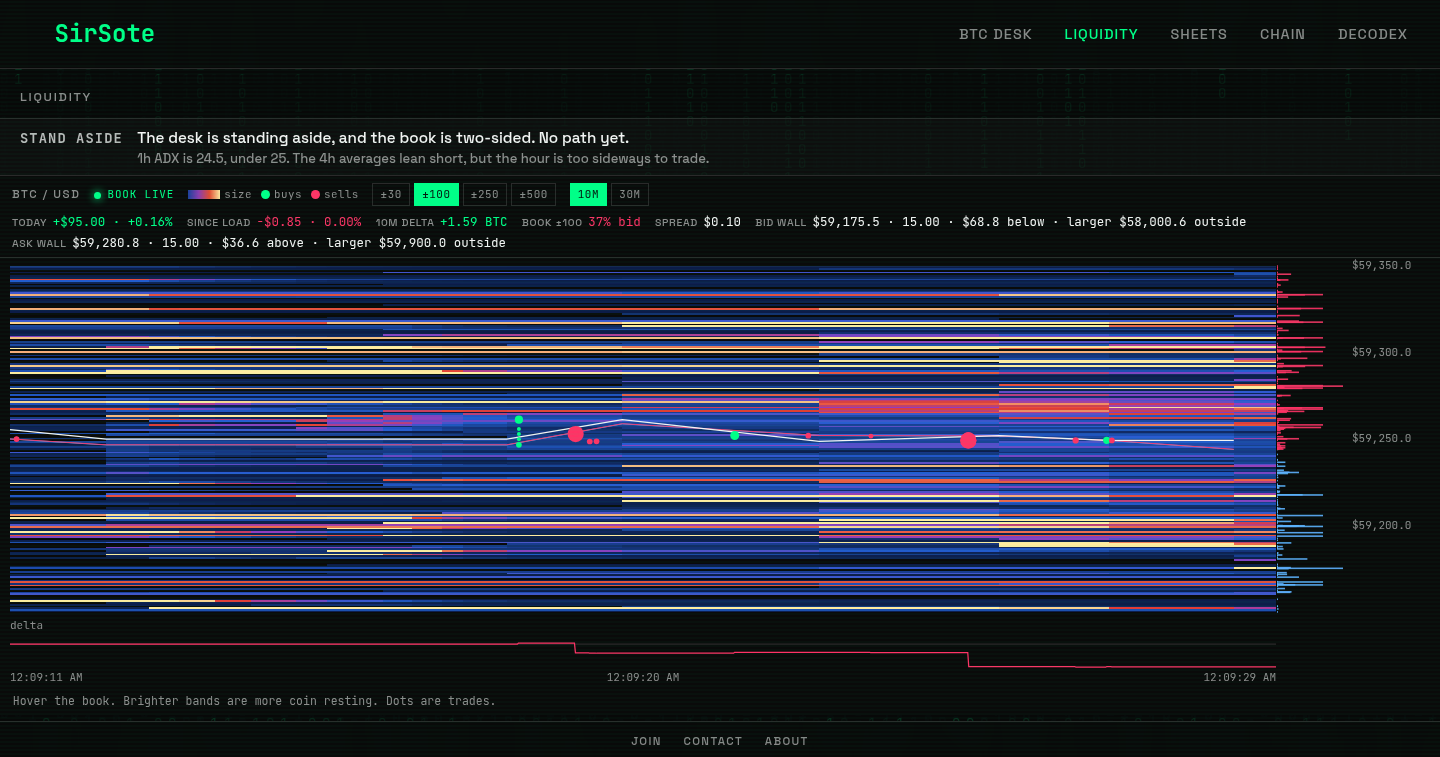 SirSote
BTC DESK LIQUIDITY SHEETS CHAIN DECODEX
LIQUIDITY
STAND ASIDE The desk is standing aside, and the book is two-sided. No path yet.
1h ADX is 24.5, under 25. The 4h averages lean short, but the hour is too sideways to trade.
BTC / USD BOOK LIVE size buys sells ±30 ±100 ±250 ±500 10M 30M
TODAY +$95.00 · +0.16% SINCE LOAD -$0.85 · 0.00% 10M DELTA +1.59 BTC BOOK ±100 37% bid SPREAD $0.10 BID WALL $59,175.5 · 15.00 · $68.8 below · larger $58,000.6 outside
ASK WALL $59,280.8 · 15.00 · $36.6 above · larger $59,900.0 outside
$59,350.0
$59,300.0
$59,250.0
$59,200.0
delta
12:09:11 AM 12:09:20 AM 12:09:29 AM
Hover the book. Brighter bands are more coin resting. Dots are trades.
JOIN CONTACT ABOUT